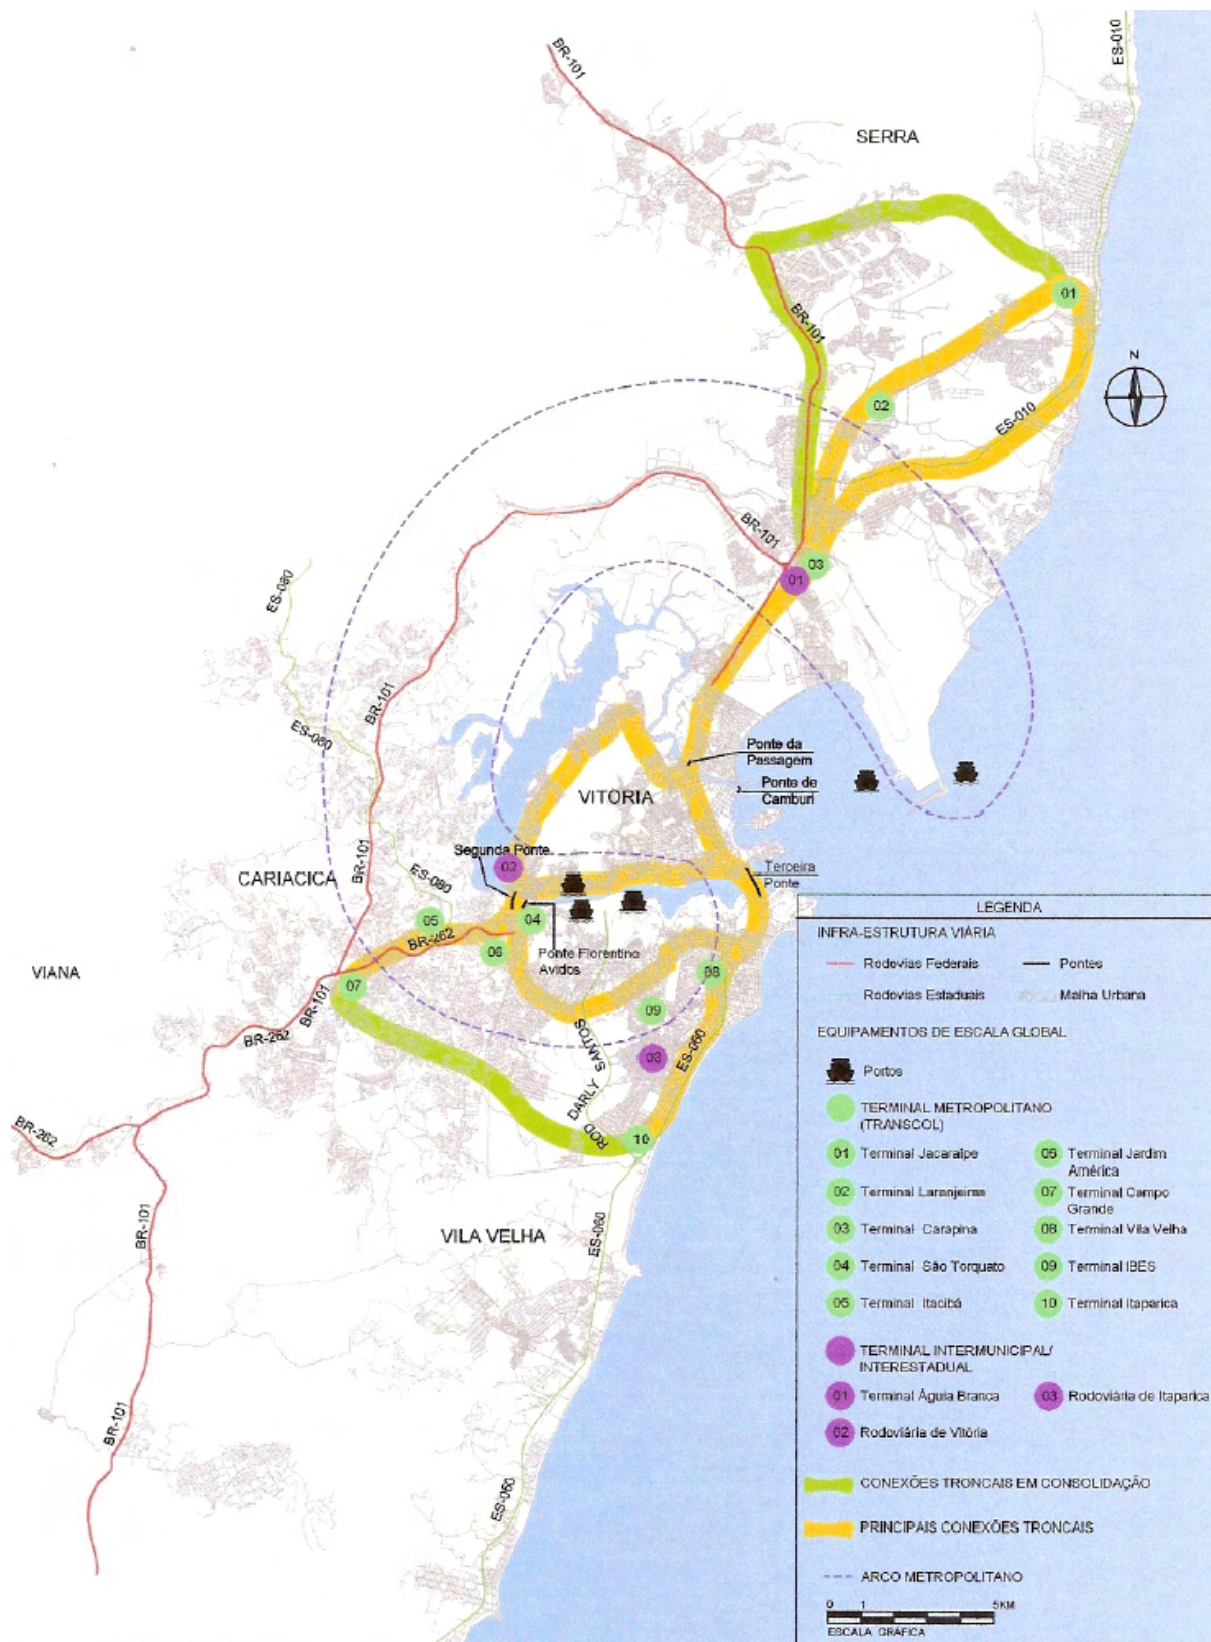 ES-010
BR-101
SERRA
01
BR-101
N
02
ES-010
BR-101
03
01
ES-080
BR-101
ES-080
Ponte da
Passagem
Ponte de
Camburi
VITORIA
Segunda Ponte
02
Terceira
Ponte
CARIACICA
BR-101
ES-080
05
04
BR-262
06
Ponte Florentino
Avidos
VIANA
07
BR-101
BR-262
08
09
03
ES-060
ROD DARLY SANTOS
10
BR-262
BR-101
VILA VELHA
ES-060
BR-101
ES-060
LEGENDA
INFRA-ESTRUTURA VIÁRIA
Rodovias Federais
Pontes
Rodovias Estaduais
Malha Urbana
EQUIPAMENTOS DE ESCALA GLOBAL
Portos
TERMINAL METROPOLITANO
(TRANSCOL)
01 Terminal Jacaraípe
05 Terminal Jardim
América
02 Terminal Laranjeiras
07 Terminal Campo
Grande
03 Terminal Carapina
08 Terminal Vila Velha
04 Terminal São Torquato
09 Terminal IBES
05 Terminal Itacibá
10 Terminal Itaparica
TERMINAL INTERMUNICIPAL/
INTERESTADUAL
01 Terminal Águia Branca
03 Rodoviária de Itaparica
02 Rodoviária de Vitória
CONEXÕES TRONCAIS EM CONSOLIDAÇÃO
PRINCIPAIS CONEXÕES TRONCAIS
ARCO METROPOLITANO
0 1 5KM
ESCALA GRÁFICA